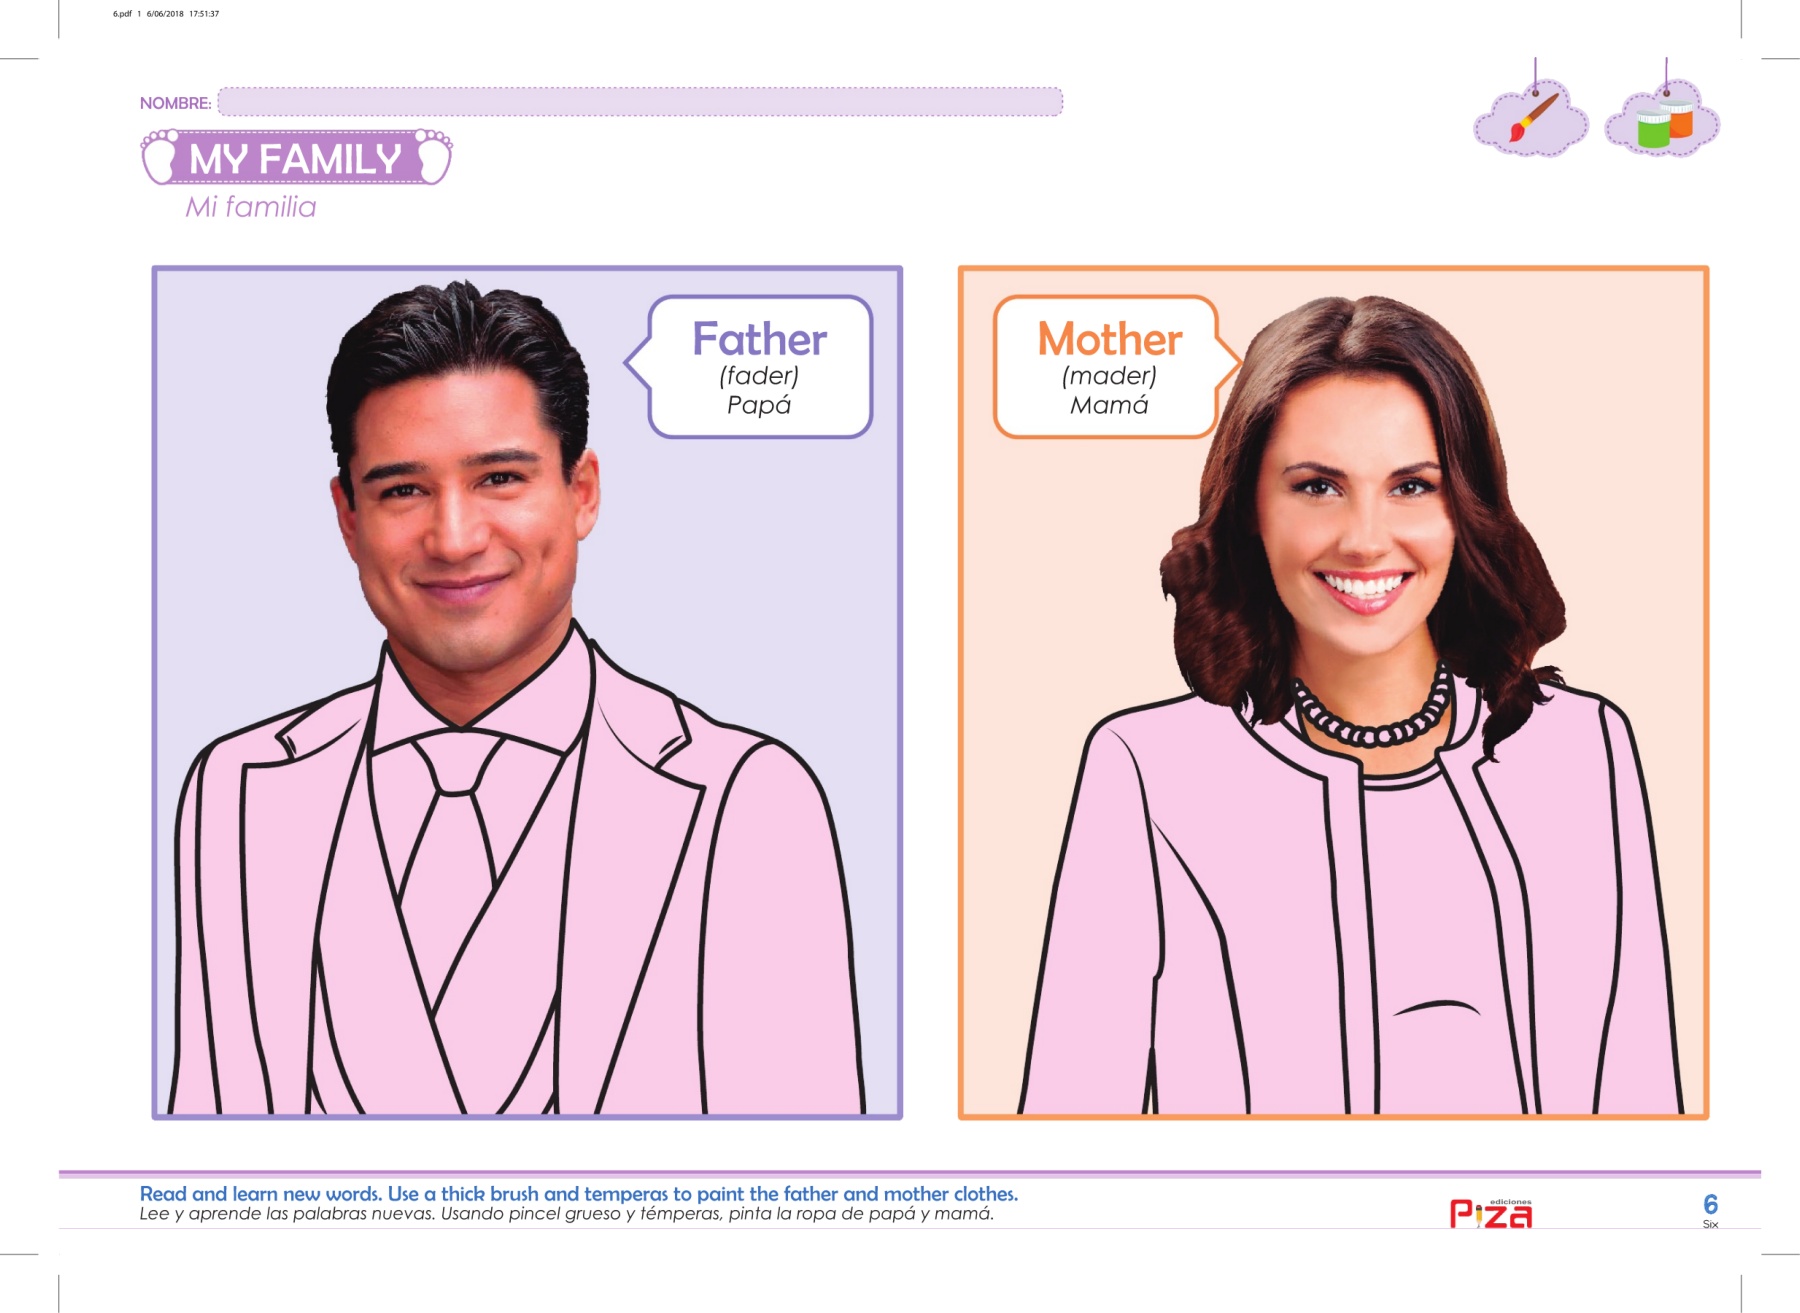 6.pdf 1 6/06/2018 17:51:37
NOMBRE:
MY FAMILY
Mi familia
Father
(fader)
Papá
Mother
(mader)
Mamá
Read and learn new words. Use a thick brush and temperas to paint the father and mother clothes.
Lee y aprende las palabras nuevas. Usando pincel grueso y témperas, pinta la ropa de papá y mamá.
ediciones
Piza
6
Six